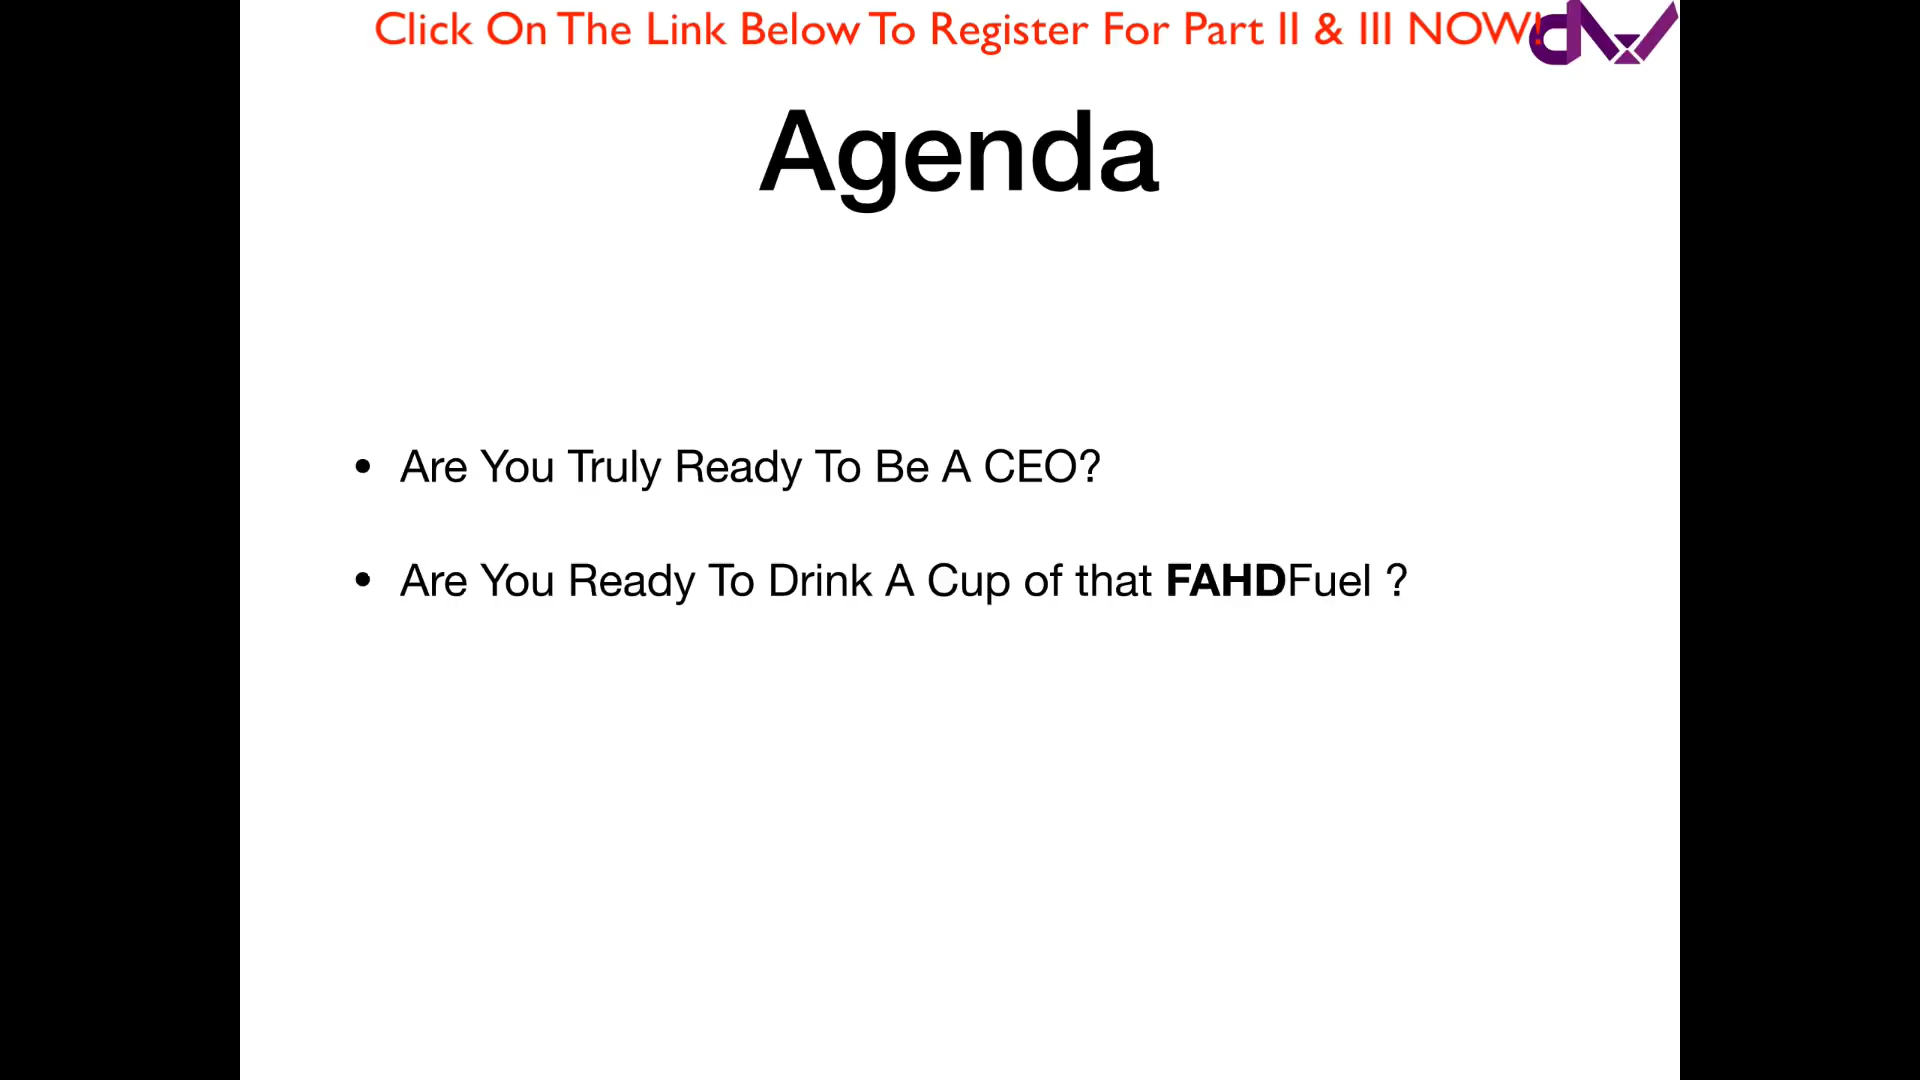 Click On The Link Below To Register For Part II & III NOW!
Agenda
• Are You Truly Ready To Be A CEO?
• Are You Ready To Drink A Cup of that FAHDFuel ?